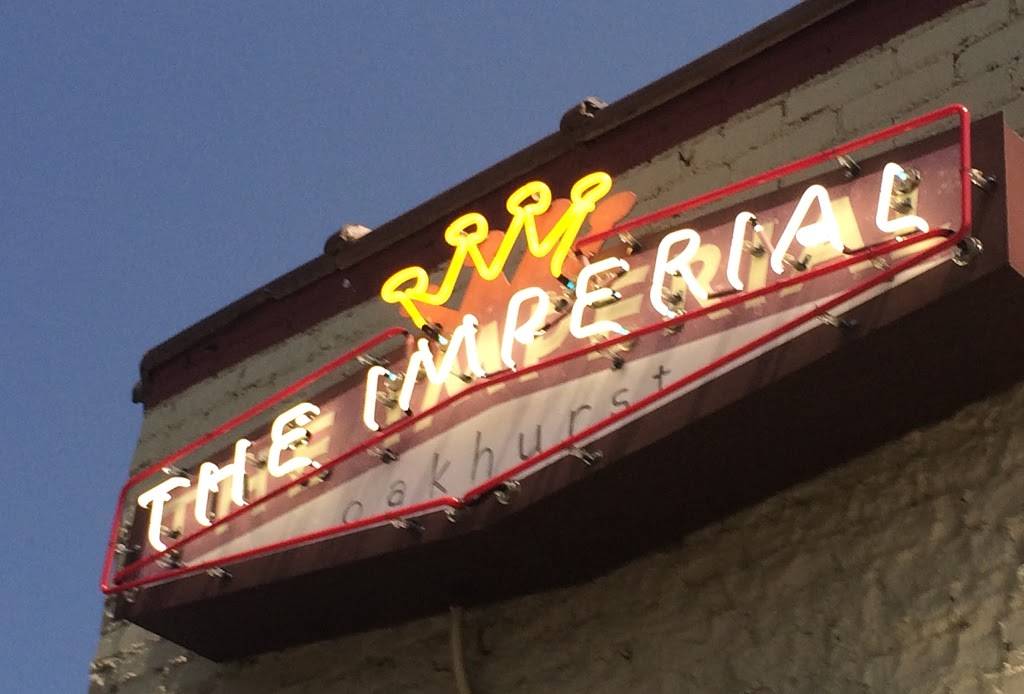 THE IMPERIAL
oakhurst